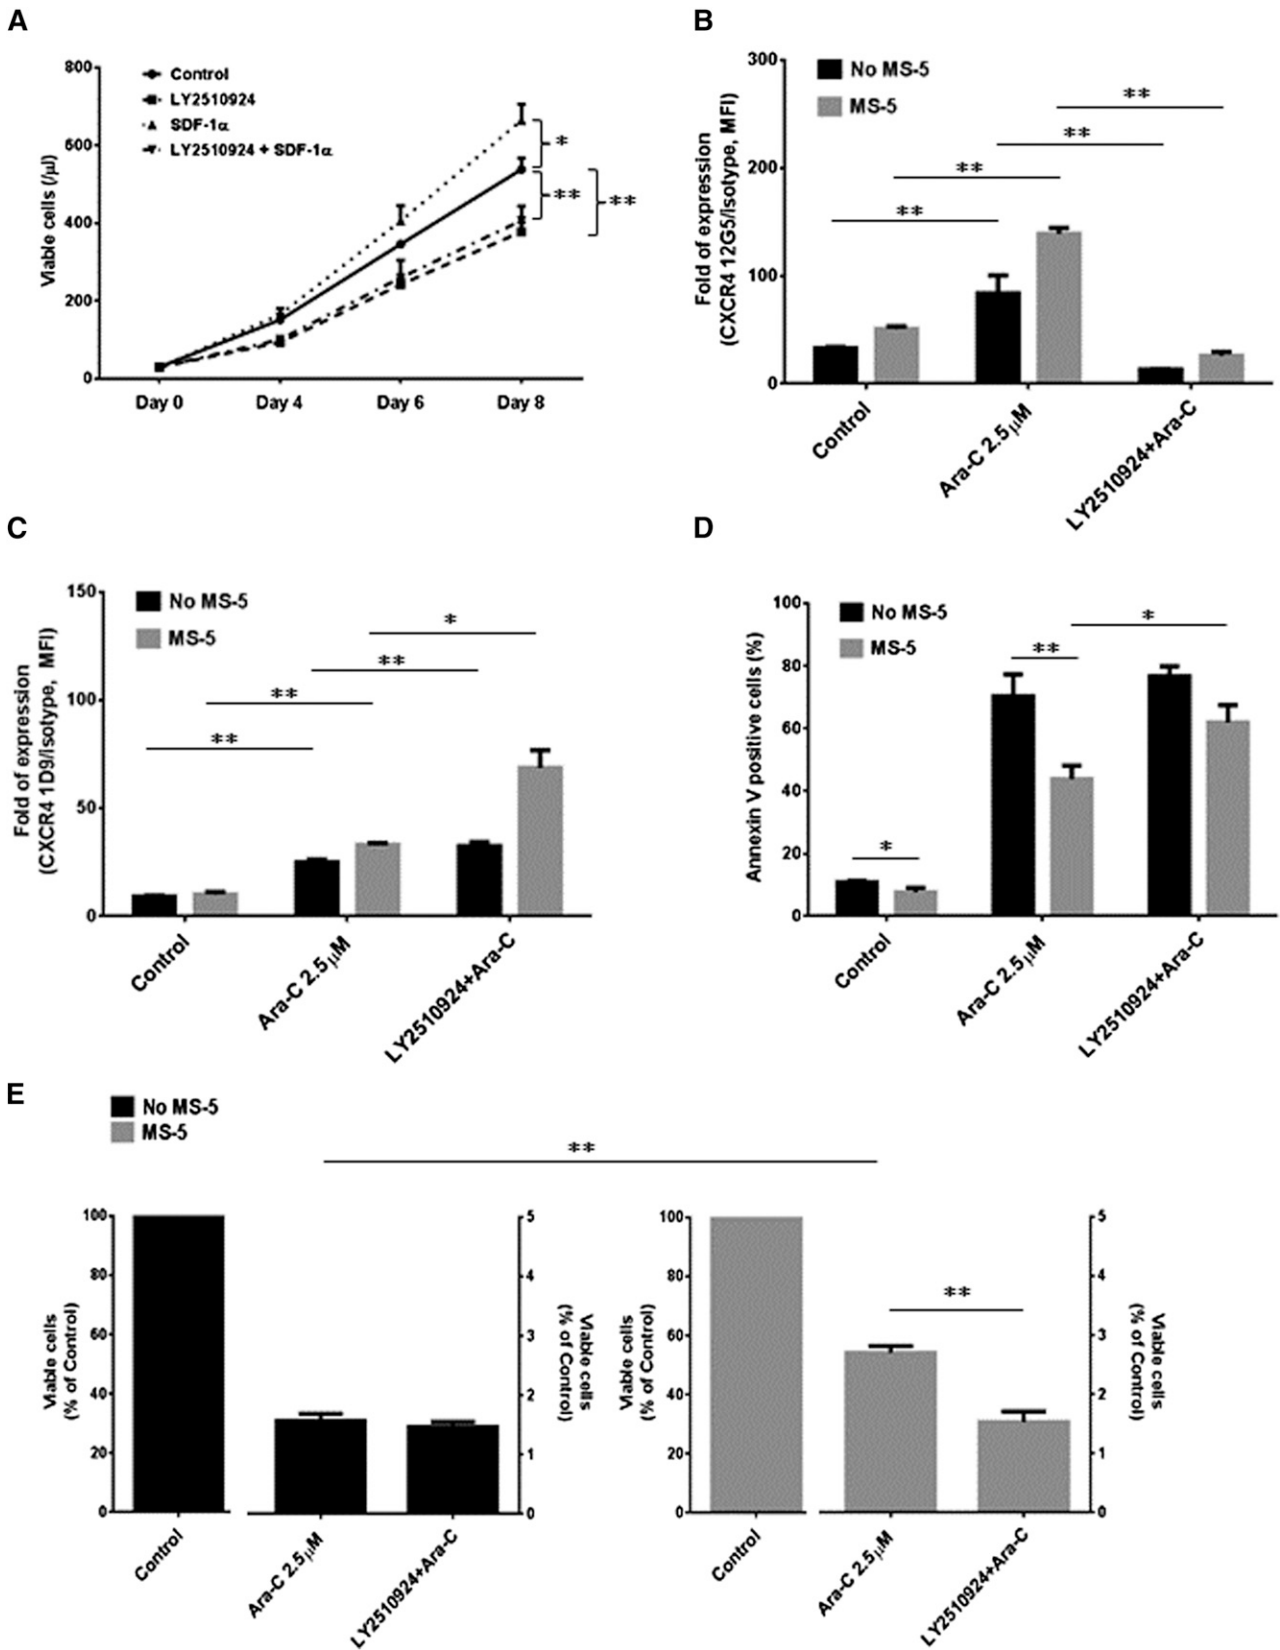 A
800
600
400
200
0
Viable cells (/μl)
Control
LY2510924
SDF-1α
LY2510924 + SDF-1α
*
**
**
Day 0
Day 4
Day 6
Day 8
B
300
200
100
0
Fold of expression
(CXCR4 12G5/isotype, MFI)
No MS-5
MS-5
**
**
**
**
Control
Ara-C 2.5μM
LY2510924+Ara-C
C
150
100
50
0
Fold of expression
(CXCR4 1D9/isotype, MFI)
No MS-5
MS-5
*
**
**
**
Control
Ara-C 2.5μM
LY2510924+Ara-C
D
100
80
60
40
20
0
Annexin V positive cells (%)
No MS-5
MS-5
*
**
*
Control
Ara-C 2.5μM
LY2510924+Ara-C
E
No MS-5
MS-5
**
100
80
60
40
20
0
Viable cells
(% of Control)
5
4
3
2
1
0
Viable cells
(% of Control)
Control
Ara-C 2.5μM
LY2510924+Ara-C
100
80
60
40
20
0
Viable cells
(% of Control)
**
5
4
3
2
1
0
Viable cells
(% of Control)
Control
Ara-C 2.5μM
LY2510924+Ara-C